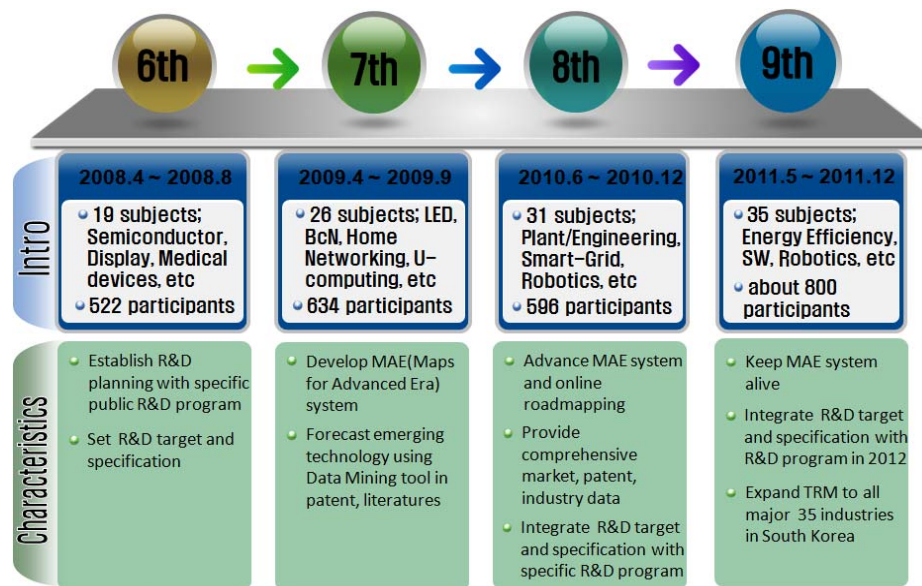 6th
7th
8th
9th
Intro
2008.4 ~ 2008.8
19 subjects;
Semiconductor,
Display, Medical
devices, etc
522 participants
2009.4 ~ 2009.9
26 subjects; LED,
BcN, Home
Networking, U-
computing, etc
634 participants
2010.6 ~ 2010.12
31 subjects;
Plant/Engineering,
Smart-Grid,
Robotics, etc
596 participants
2011.5 ~ 2011.12
35 subjects;
Energy Efficiency,
SW, Robotics, etc
about 800
participants
Characteristics
Establish R&D
planning with specific
public R&D program
Set R&D target and
specification
Develop MAE(Maps
for Advanced Era)
system
Forecast emerging
technology using
Data Mining tool in
patent, literatures
Advance MAE system
and online
roadmapping
Provide
comprehensive
market, patent,
industry data
Integrate R&D target
and specification with
specific R&D program
Keep MAE system
alive
Integrate R&D target
and specification with
R&D program in 2012
Expand TRM to all
major 35 industries
in South Korea